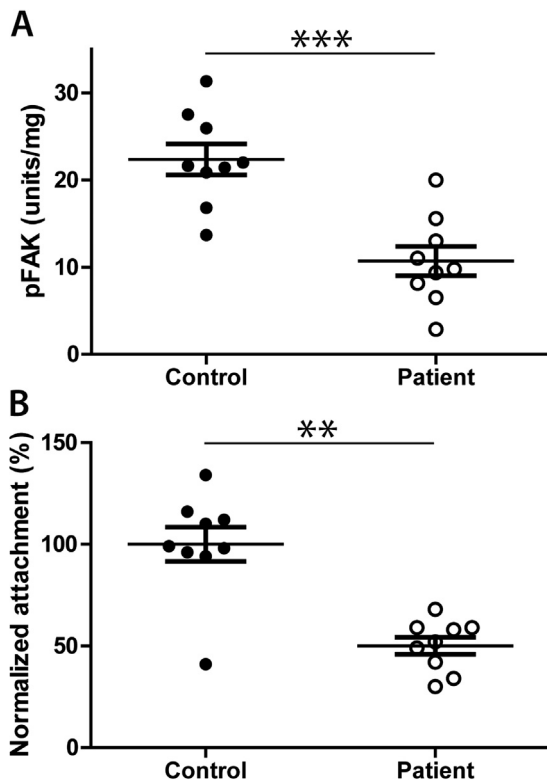 A
***
pFAK (units/mg)
30
20
10
0
Control Patient
B
**
Normalized attachment (%)
150
100
50
0
Control Patient